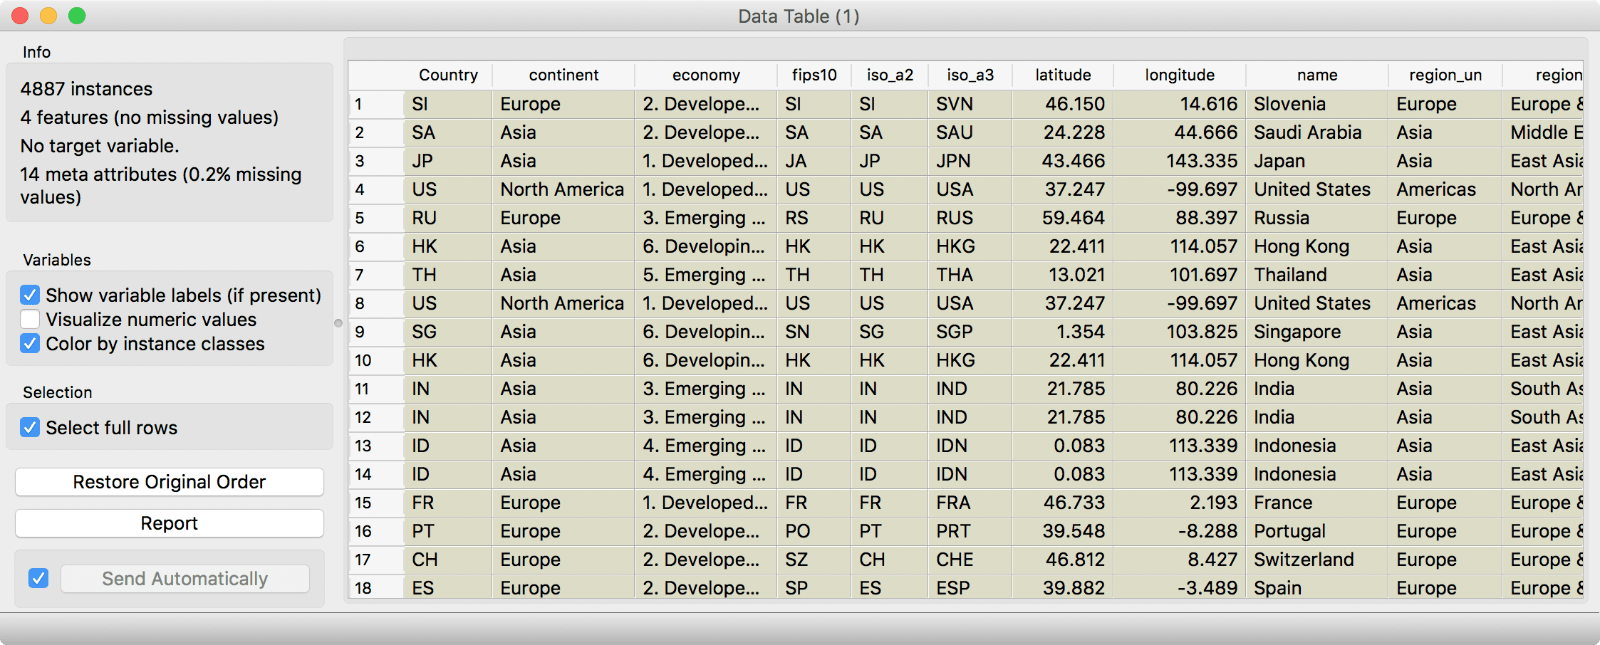 Data Table (1)
Info
4887 instances
4 features (no missing values)
No target variable.
14 meta attributes (0.2% missing
values)
Variables
Show variable labels (if present)
Visualize numeric values
Color by instance classes
Selection
Select full rows
Restore Original Order
Report
Send Automatically
Country continent economy fips10 iso_a2 iso_a3 latitude longitude name region_un region
1 SI Europe 2. Develope... SI SI SVN 46.150 14.616 Slovenia Europe Europe &
2 SA Asia 2. Develope... SA SA SAU 24.228 44.666 Saudi Arabia Asia Middle E
3 JP Asia 1. Developed... JA JP JPN 43.466 143.335 Japan Asia East Asia
4 US North America 1. Developed... US US USA 37.247 -99.697 United States Americas North Am
5 RU Europe 3. Emerging ... RS RU RUS 59.464 88.397 Russia Europe Europe &
6 HK Asia 6. Developin... HK HK HKG 22.411 114.057 Hong Kong Asia East Asia
7 TH Asia 5. Emerging ... TH TH THA 13.021 101.697 Thailand Asia East Asia
8 US North America 1. Developed... US US USA 37.247 -99.697 United States Americas North Am
9 SG Asia 6. Developin... SN SG SGP 1.354 103.825 Singapore Asia East Asia
10 HK Asia 6. Developin... HK HK HKG 22.411 114.057 Hong Kong Asia East Asia
11 IN Asia 3. Emerging ... IN IN IND 21.785 80.226 India Asia South As
12 IN Asia 3. Emerging ... IN IN IND 21.785 80.226 India Asia South As
13 ID Asia 4. Emerging ... ID ID IDN 0.083 113.339 Indonesia Asia East Asia
14 ID Asia 4. Emerging ... ID ID IDN 0.083 113.339 Indonesia Asia East Asia
15 FR Europe 1. Developed... FR FR FRA 46.733 2.193 France Europe Europe &
16 PT Europe 2. Develope... PO PT PRT 39.548 -8.288 Portugal Europe Europe &
17 CH Europe 2. Develope... SZ CH CHE 46.812 8.427 Switzerland Europe Europe &
18 ES Europe 2. Develope... SP ES ESP 39.882 -3.489 Spain Europe Europe &